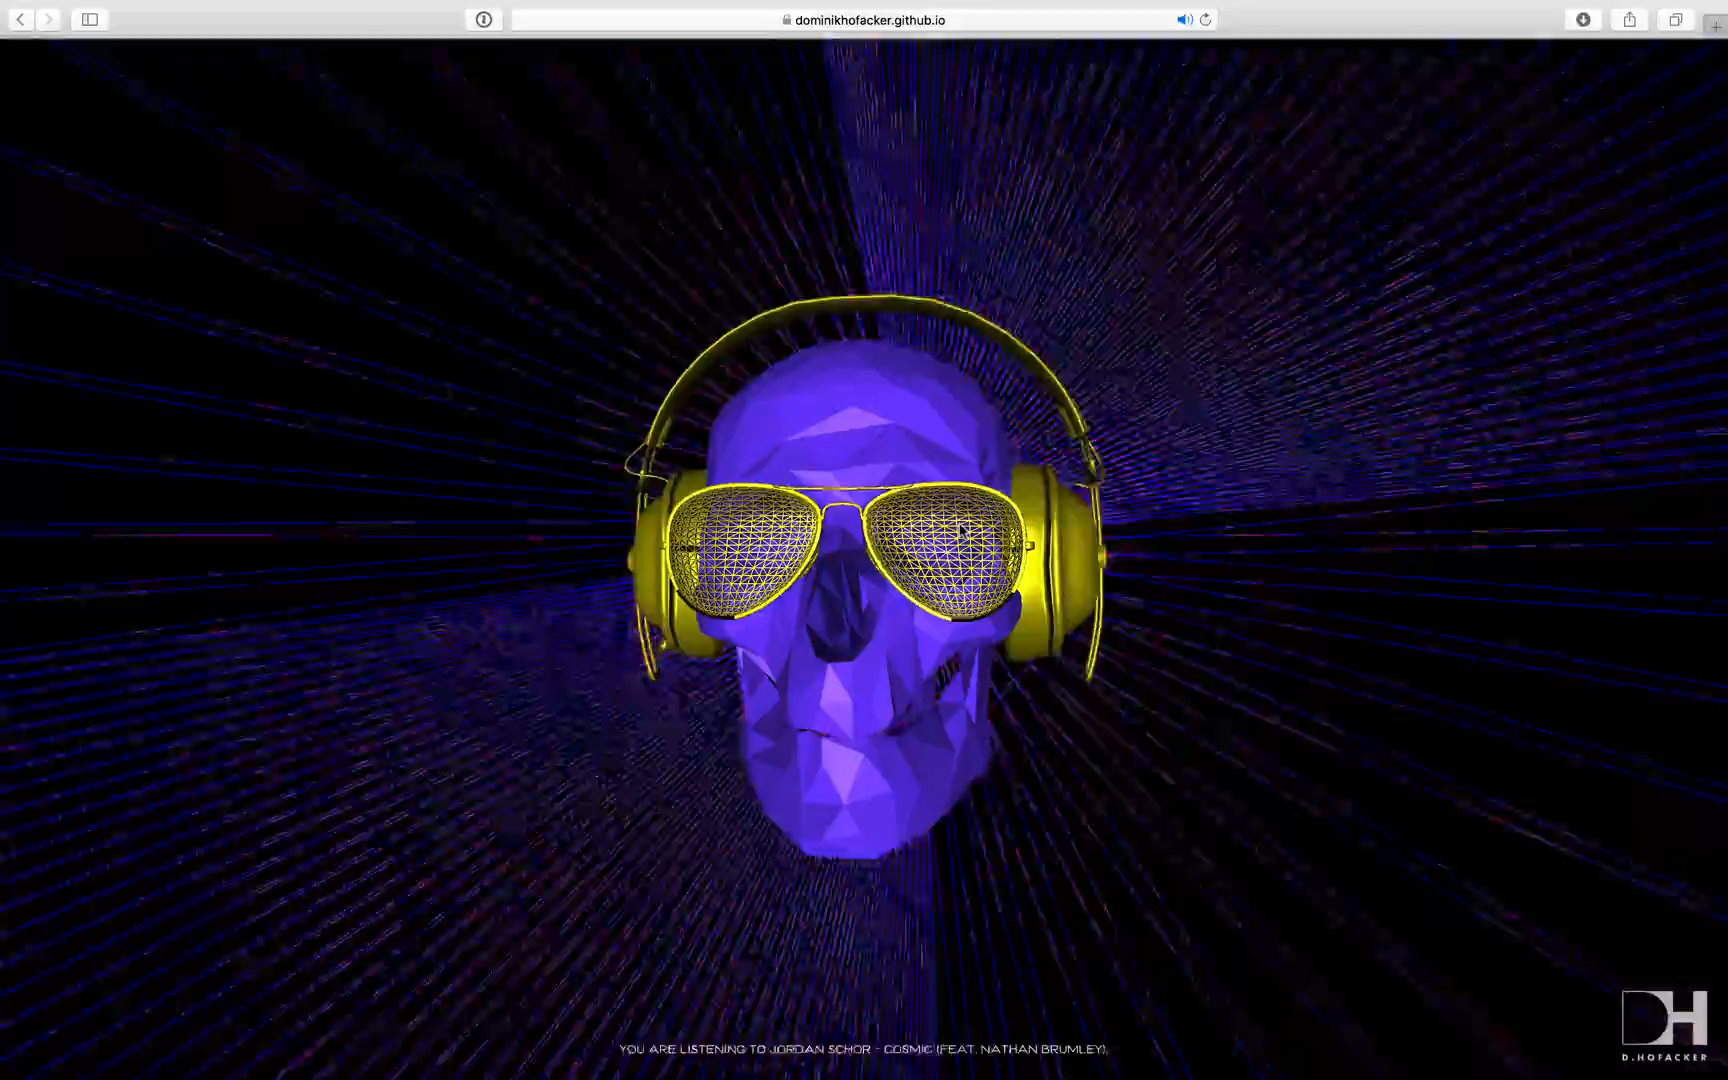 dominikhofacker.github.io
YOU ARE LISTENING TO JORDAN SCHOR - COSMIC (FEAT. NATHAN BRUMLEY).
DH
D.HOFACKER